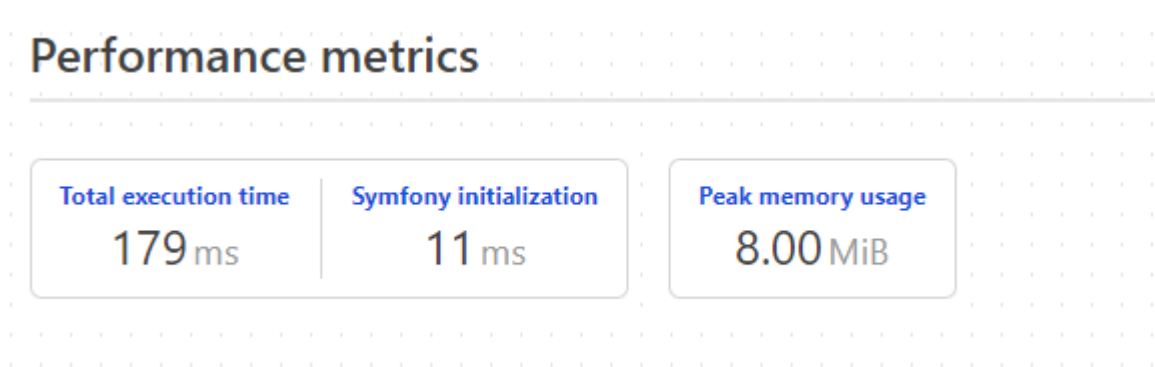 Performance metrics
Total execution time
179 ms
Symfony initialization
11 ms
Peak memory usage
8.00 MiB